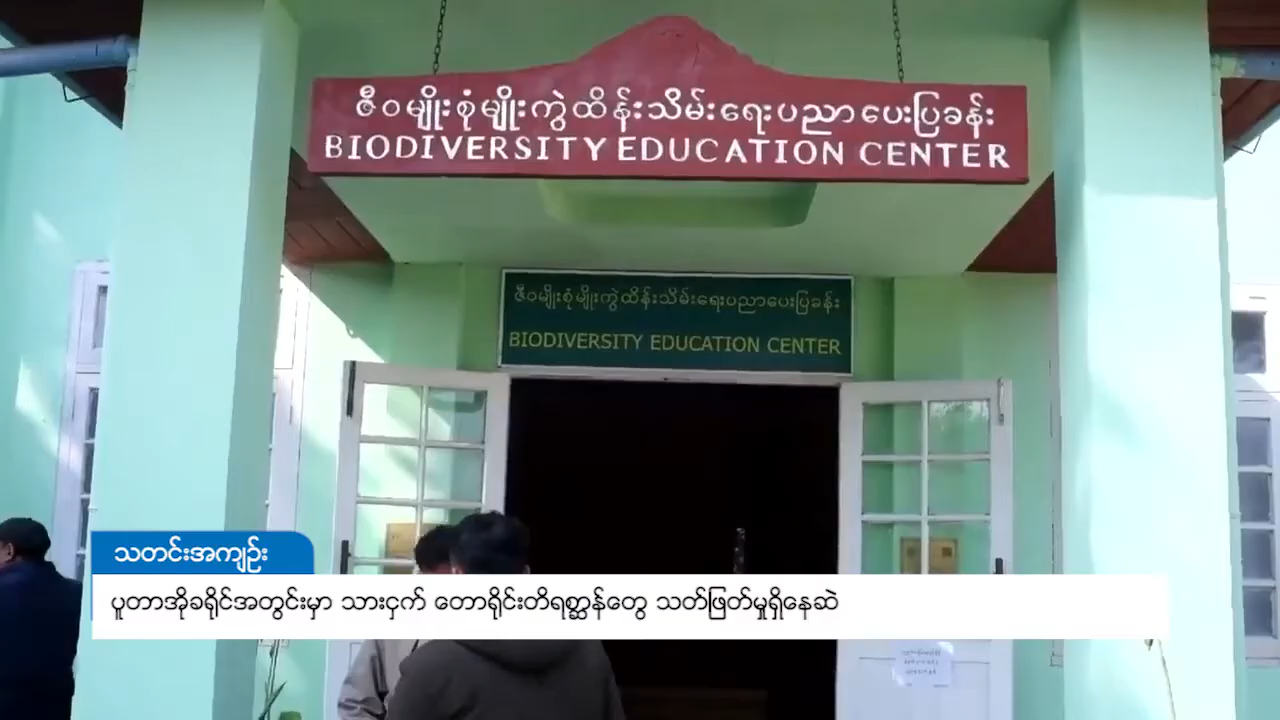 ဇီဝမျိုးစုံမျိုးကွဲထိန်းသိမ်းရေးပညာပေးပြခန်း
BIODIVERSITY EDUCATION CENTER
ဇီဝမျိုးစုံမျိုးကွဲထိန်းသိမ်းရေးပညာပေးပြခန်း
BIODIVERSITY EDUCATION CENTER
သတင်းအကျဉ်း
ပူတာအိုခရိုင်အတွင်းမှာ သားငှက် တောရိုင်းတိရစ္ဆာန်တွေ သတ်ဖြတ်မှုရှိနေဆဲ